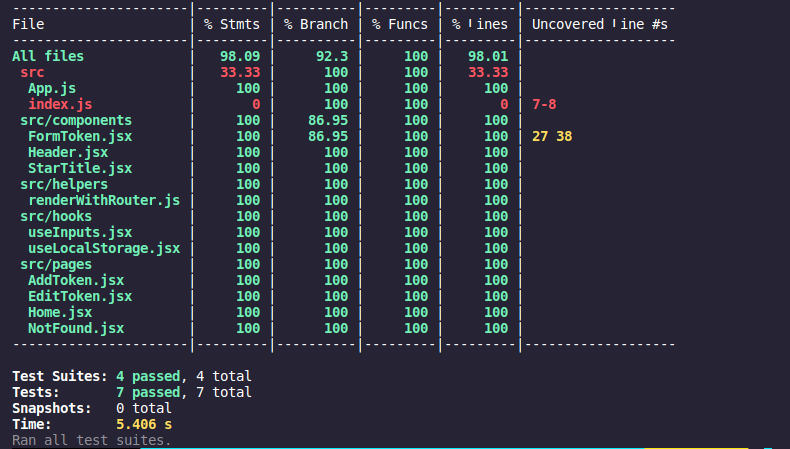 ---------------------|---------|----------|---------|---------|-------------------
File                 | % Stmts | % Branch | % Funcs | % Lines | Uncovered Line #s
---------------------|---------|----------|---------|---------|-------------------
All files            |   98.09 |     92.3 |     100 |   98.01 |
 src                 |   33.33 |      100 |     100 |   33.33 |
  App.js             |     100 |      100 |     100 |     100 |
  index.js           |       0 |      100 |     100 |       0 | 7-8
 src/components      |     100 |    86.95 |     100 |     100 |
  FormToken.jsx      |     100 |    86.95 |     100 |     100 | 27 38
  Header.jsx         |     100 |      100 |     100 |     100 |
  StarTitle.jsx      |     100 |      100 |     100 |     100 |
 src/helpers         |     100 |      100 |     100 |     100 |
  renderWithRouter.js |     100 |      100 |     100 |     100 |
 src/hooks           |     100 |      100 |     100 |     100 |
  useInputs.jsx      |     100 |      100 |     100 |     100 |
  useLocalStorage.jsx |     100 |      100 |     100 |     100 |
 src/pages           |     100 |      100 |     100 |     100 |
  AddToken.jsx       |     100 |      100 |     100 |     100 |
  EditToken.jsx      |     100 |      100 |     100 |     100 |
  Home.jsx           |     100 |      100 |     100 |     100 |
  NotFound.jsx       |     100 |      100 |     100 |     100 |
---------------------|---------|----------|---------|---------|-------------------
Test Suites: 4 passed, 4 total
Tests:       7 passed, 7 total
Snapshots:   0 total
Time:        5.406 s
Ran all test suites.